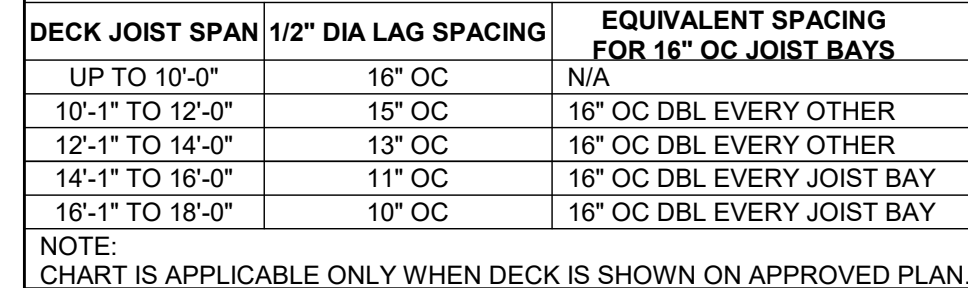 DECK JOIST SPAN 1/2" DIA LAG SPACING EQUIVALENT SPACING
FOR 16" OC JOIST BAYS
UP TO 10'-0" 16" OC N/A
10'-1" TO 12'-0" 15" OC 16" OC DBL EVERY OTHER
12'-1" TO 14'-0" 13" OC 16" OC DBL EVERY OTHER
14'-1" TO 16'-0" 11" OC 16" OC DBL EVERY JOIST BAY
16'-1" TO 18'-0" 10" OC 16" OC DBL EVERY JOIST BAY
NOTE:
CHART IS APPLICABLE ONLY WHEN DECK IS SHOWN ON APPROVED PLAN.